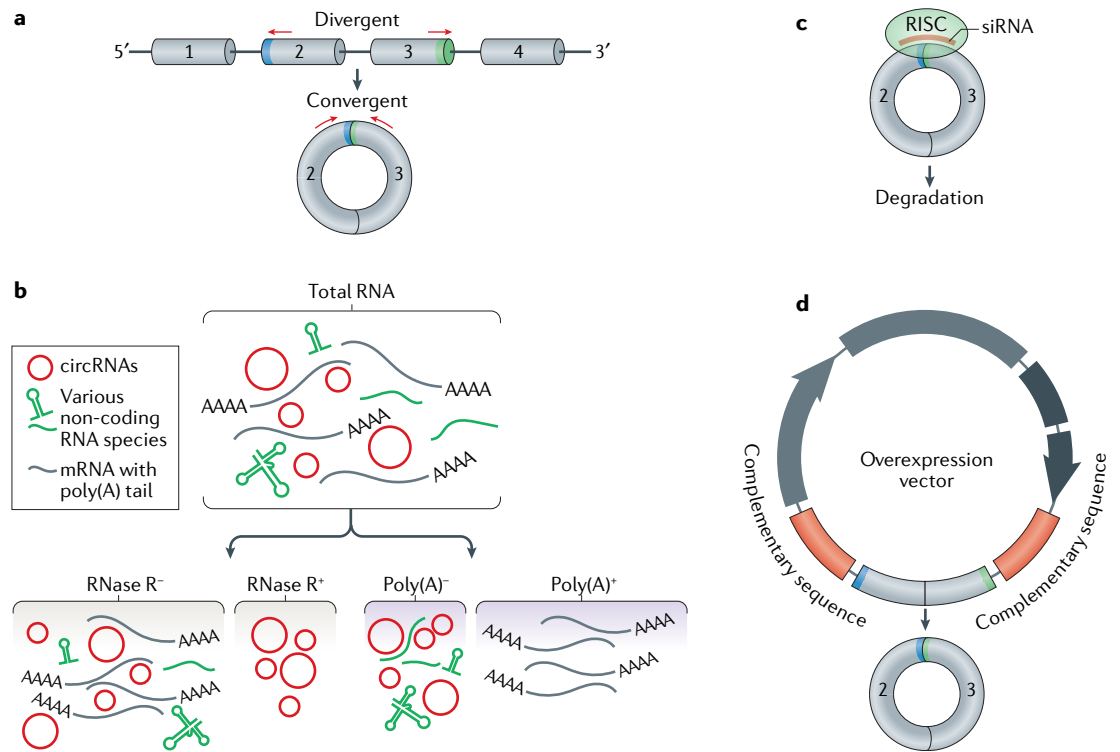 a
Divergent
5′ 1 2 3 4 3′
Convergent
2 3
b
Total RNA
circRNAs
Various
non-coding
RNA species
mRNA with
poly(A) tail
AAAA
AAAA
AAAA
AAAA
RNase R⁻
RNase R⁺
Poly(A)⁻
Poly(A)⁺
AAAA
AAAA
AAAA
AAAA
AAAA
AAAA
AAAA
AAAA
c
RISC
siRNA
2 3
Degradation
d
Overexpression
vector
Complementary sequence
Complementary sequence
2 3